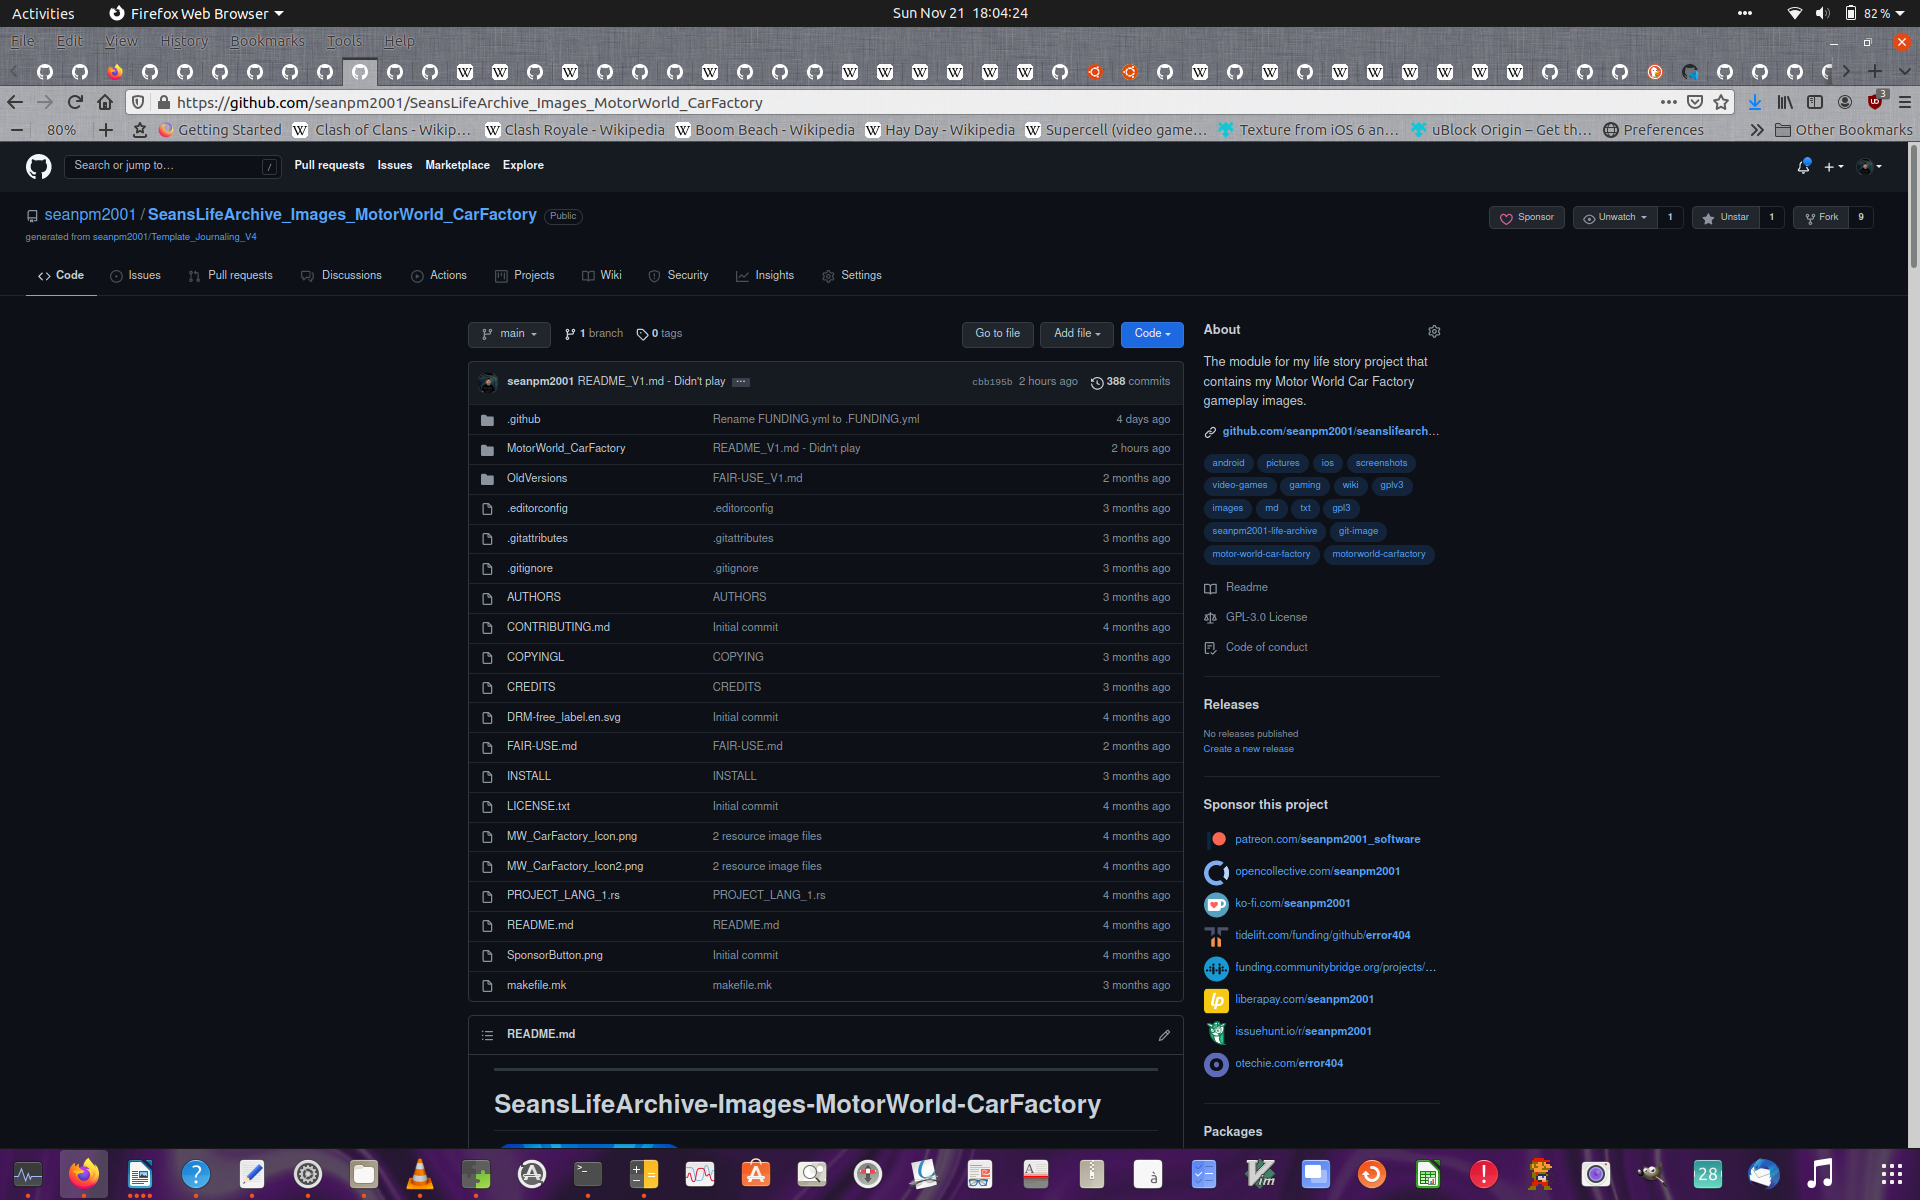 Activities
Firefox Web Browser
Sun Nov 21 18:04:24
82 %
File Edit View History Bookmarks Tools Help
https://github.com/seanpm2001/SeansLifeArchive_Images_MotorWorld_CarFactory
3
80%
Getting Started
Clash of Clans - Wikip…
Clash Royale - Wikipedia
Boom Beach - Wikipedia
Hay Day - Wikipedia
Supercell (video game…
Texture from iOS 6 an…
uBlock Origin – Get th…
Preferences
Other Bookmarks
Search or jump to…
/
Pull requests Issues Marketplace Explore
seanpm2001 / SeansLifeArchive_Images_MotorWorld_CarFactory Public
generated from seanpm2001/Template_Journaling_V4
Sponsor
Unwatch 1
Unstar 1
Fork 9
Code Issues Pull requests Discussions Actions Projects Wiki Security Insights Settings
main
1 branch
0 tags
Go to file
Add file
Code
seanpm2001 README_V1.md - Didn't play ...
cbb195b 2 hours ago 388 commits
.github Rename FUNDING.yml to .FUNDING.yml 4 days ago
MotorWorld_CarFactory README_V1.md - Didn't play 2 hours ago
OldVersions FAIR-USE_V1.md 2 months ago
.editorconfig .editorconfig 3 months ago
.gitattributes .gitattributes 3 months ago
.gitignore .gitignore 3 months ago
AUTHORS AUTHORS 3 months ago
CONTRIBUTING.md Initial commit 4 months ago
COPYINGL COPYING 3 months ago
CREDITS CREDITS 3 months ago
DRM-free_label.en.svg Initial commit 4 months ago
FAIR-USE.md FAIR-USE.md 2 months ago
INSTALL INSTALL 3 months ago
LICENSE.txt Initial commit 4 months ago
MW_CarFactory_Icon.png 2 resource image files 4 months ago
MW_CarFactory_Icon2.png 2 resource image files 4 months ago
PROJECT_LANG_1.rs PROJECT_LANG_1.rs 4 months ago
README.md README.md 4 months ago
SponsorButton.png Initial commit 4 months ago
makefile.mk makefile.mk 3 months ago
README.md
SeansLifeArchive-Images-MotorWorld-CarFactory
About
The module for my life story project that
contains my Motor World Car Factory
gameplay images.
github.com/seanpm2001/seanslifearch…
android pictures ios screenshots
video-games gaming wiki gplv3
images md txt gpl3
seanpm2001-life-archive git-image
motor-world-car-factory motorworld-carfactory
Readme
GPL-3.0 License
Code of conduct
Releases
No releases published
Create a new release
Sponsor this project
patreon.com/seanpm2001_software
opencollective.com/seanpm2001
ko-fi.com/seanpm2001
tidelift.com/funding/github/error404
funding.communitybridge.org/projects/…
liberapay.com/seanpm2001
issuehunt.io/r/seanpm2001
otechie.com/error404
Packages
28